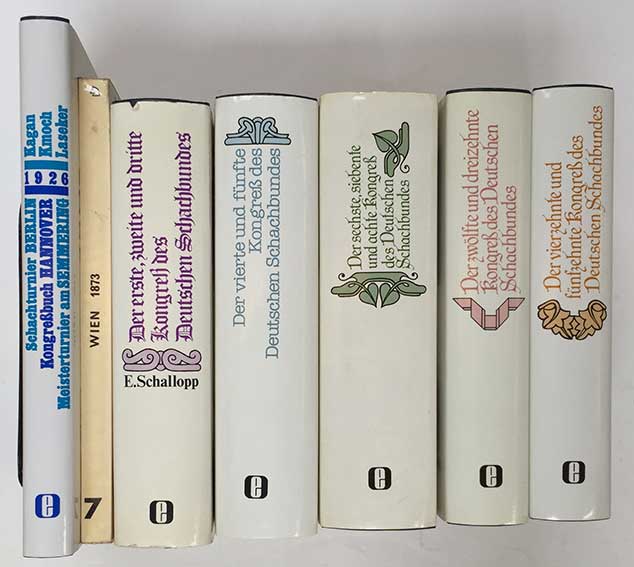 Schachturnier BERLIN
Kongreßbuch HANNOVER
Meisterturnier am SEMMERING
1926
Kagan
Kmoch
Lasker
e
WIEN 1873
7
Der erste, zweite und dritte
Kongreß des
Deutschen Schachbundes
E.Schallopp
e
Der vierte und fünfte
Kongreß des
Deutschen Schachbundes
e
Der sechste, siebente
und achte Kongreß
des Deutschen
Schachbundes
e
Der zwölfte und dreizehnte
Kongreß des Deutschen
Schachbundes
e
Der vierzehnte und
fünfzehnte Kongreß des
Deutschen Schachbundes
e